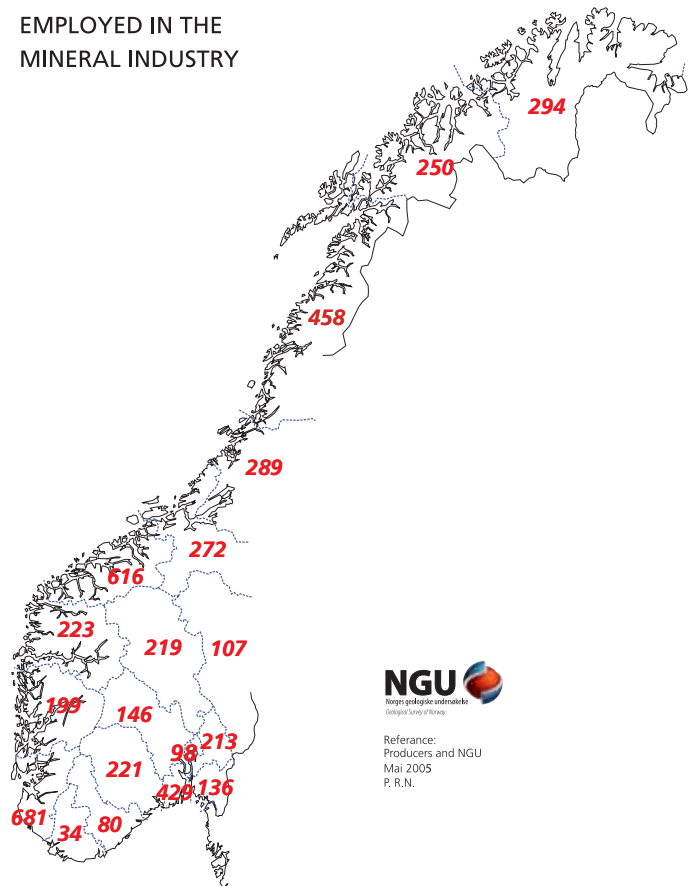 EMPLOYED IN THE
MINERAL INDUSTRY
294
250
458
289
272
616
223
219
107
199
146
213
98
221
136
429
681
80
34
NGU
Norges geologiske undersøkelse
Geological Survey of Norway
Referance:
Producers and NGU
Mai 2005
P. R.N.